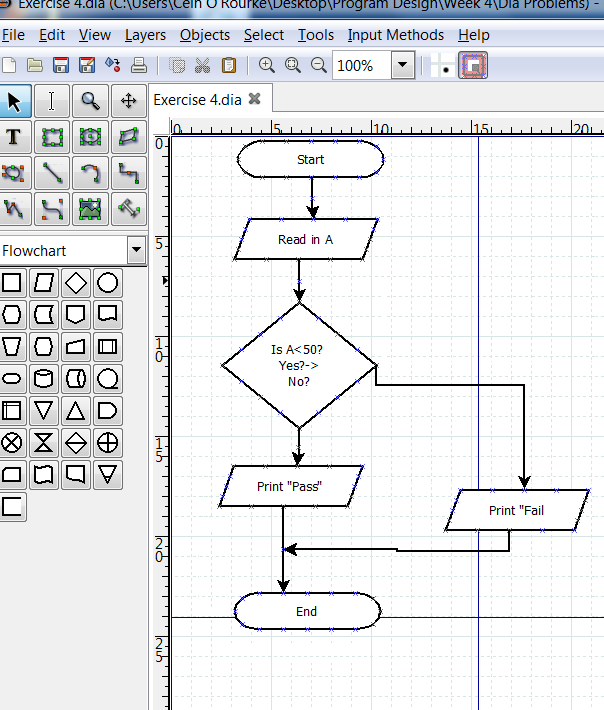 Exercise 4.dia (C:\Users\Cein O Rourke\Desktop\Program Design\Week 4\Dia Problems) -
File Edit View Layers Objects Select Tools Input Methods Help
100%
Exercise 4.dia
0 5 10 15 20
T
0
Start
5
Read in A
Flowchart
10
Is A<50?
Yes?->
No?
15
Print "Pass"
Print "Fail
20
End
25